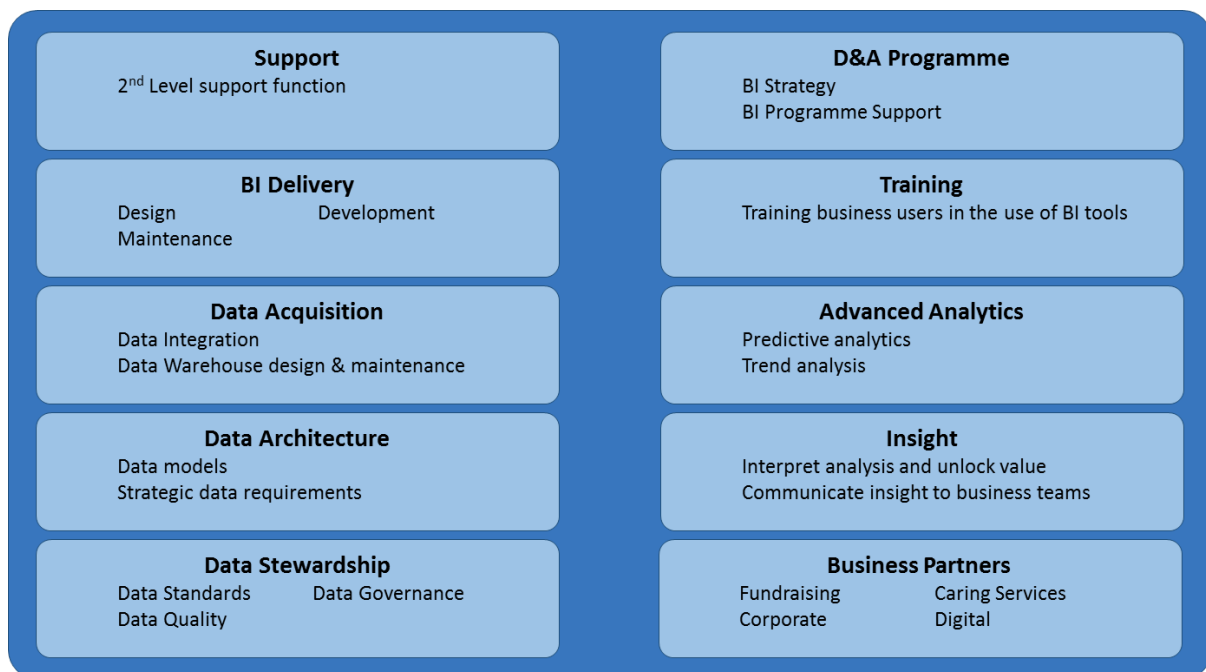 Support
2nd Level support function
BI Delivery
Design Development
Maintenance
Data Acquisition
Data Integration
Data Warehouse design & maintenance
Data Architecture
Data models
Strategic data requirements
Data Stewardship
Data Standards Data Governance
Data Quality
D&A Programme
BI Strategy
BI Programme Support
Training
Training business users in the use of BI tools
Advanced Analytics
Predictive analytics
Trend analysis
Insight
Interpret analysis and unlock value
Communicate insight to business teams
Business Partners
Fundraising Caring Services
Corporate Digital